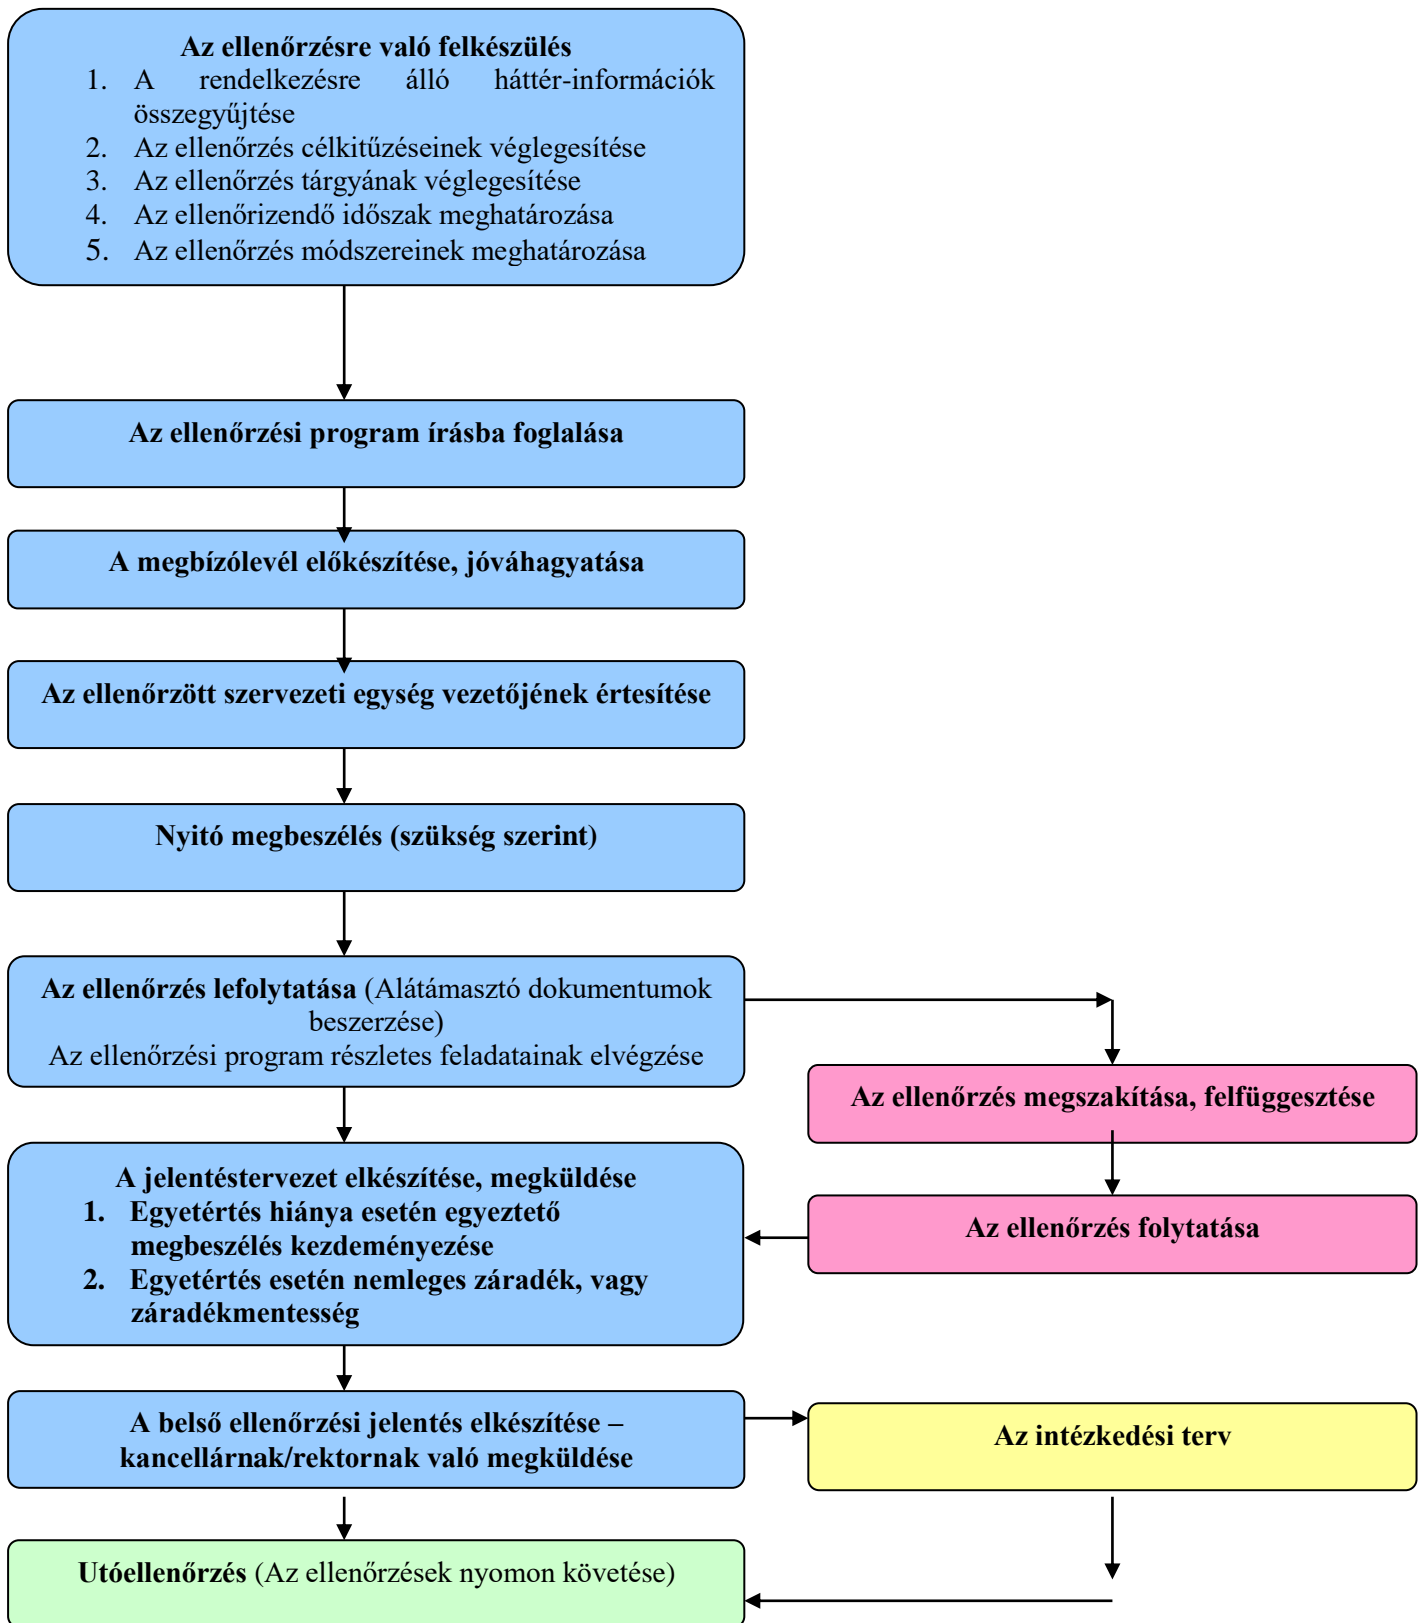 Az ellenőrzésre való felkészülés
1. A rendelkezésre álló háttér-információk
összegyűjtése
2. Az ellenőrzés célkitűzéseinek véglegesítése
3. Az ellenőrzés tárgyának véglegesítése
4. Az ellenőrizendő időszak meghatározása
5. Az ellenőrzés módszereinek meghatározása
Az ellenőrzési program írásba foglalása
A megbízólevél előkészítése, jóváhagyatása
Az ellenőrzött szervezeti egység vezetőjének értesítése
Nyitó megbeszélés (szükség szerint)
Az ellenőrzés lefolytatása (Alátámasztó dokumentumok
beszerzése)
Az ellenőrzési program részletes feladatainak elvégzése
Az ellenőrzés megszakítása, felfüggesztése
A jelentéstervezet elkészítése, megküldése
1. Egyetértés hiánya esetén egyeztető
megbeszélés kezdeményezése
2. Egyetértés esetén nemleges záradék, vagy
záradékmentesség
Az ellenőrzés folytatása
A belső ellenőrzési jelentés elkészítése –
kancellárnak/rektornak való megküldése
Az intézkedési terv
Utóellenőrzés (Az ellenőrzések nyomon követése)